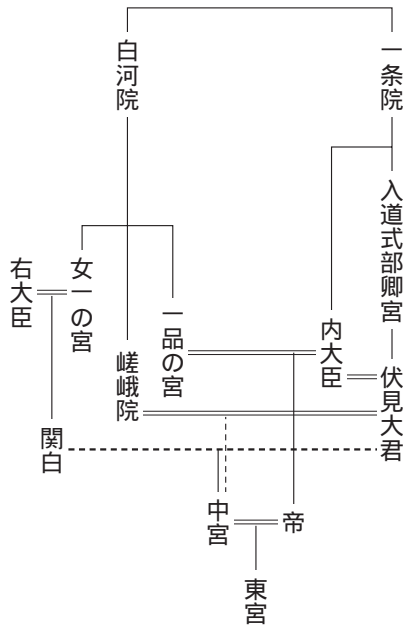 一条院
白河院
入道式部卿宮
内大臣
伏見大君
一品の宮
嵯峨院
女一の宮
右大臣
関白
帝
中宮
東宮